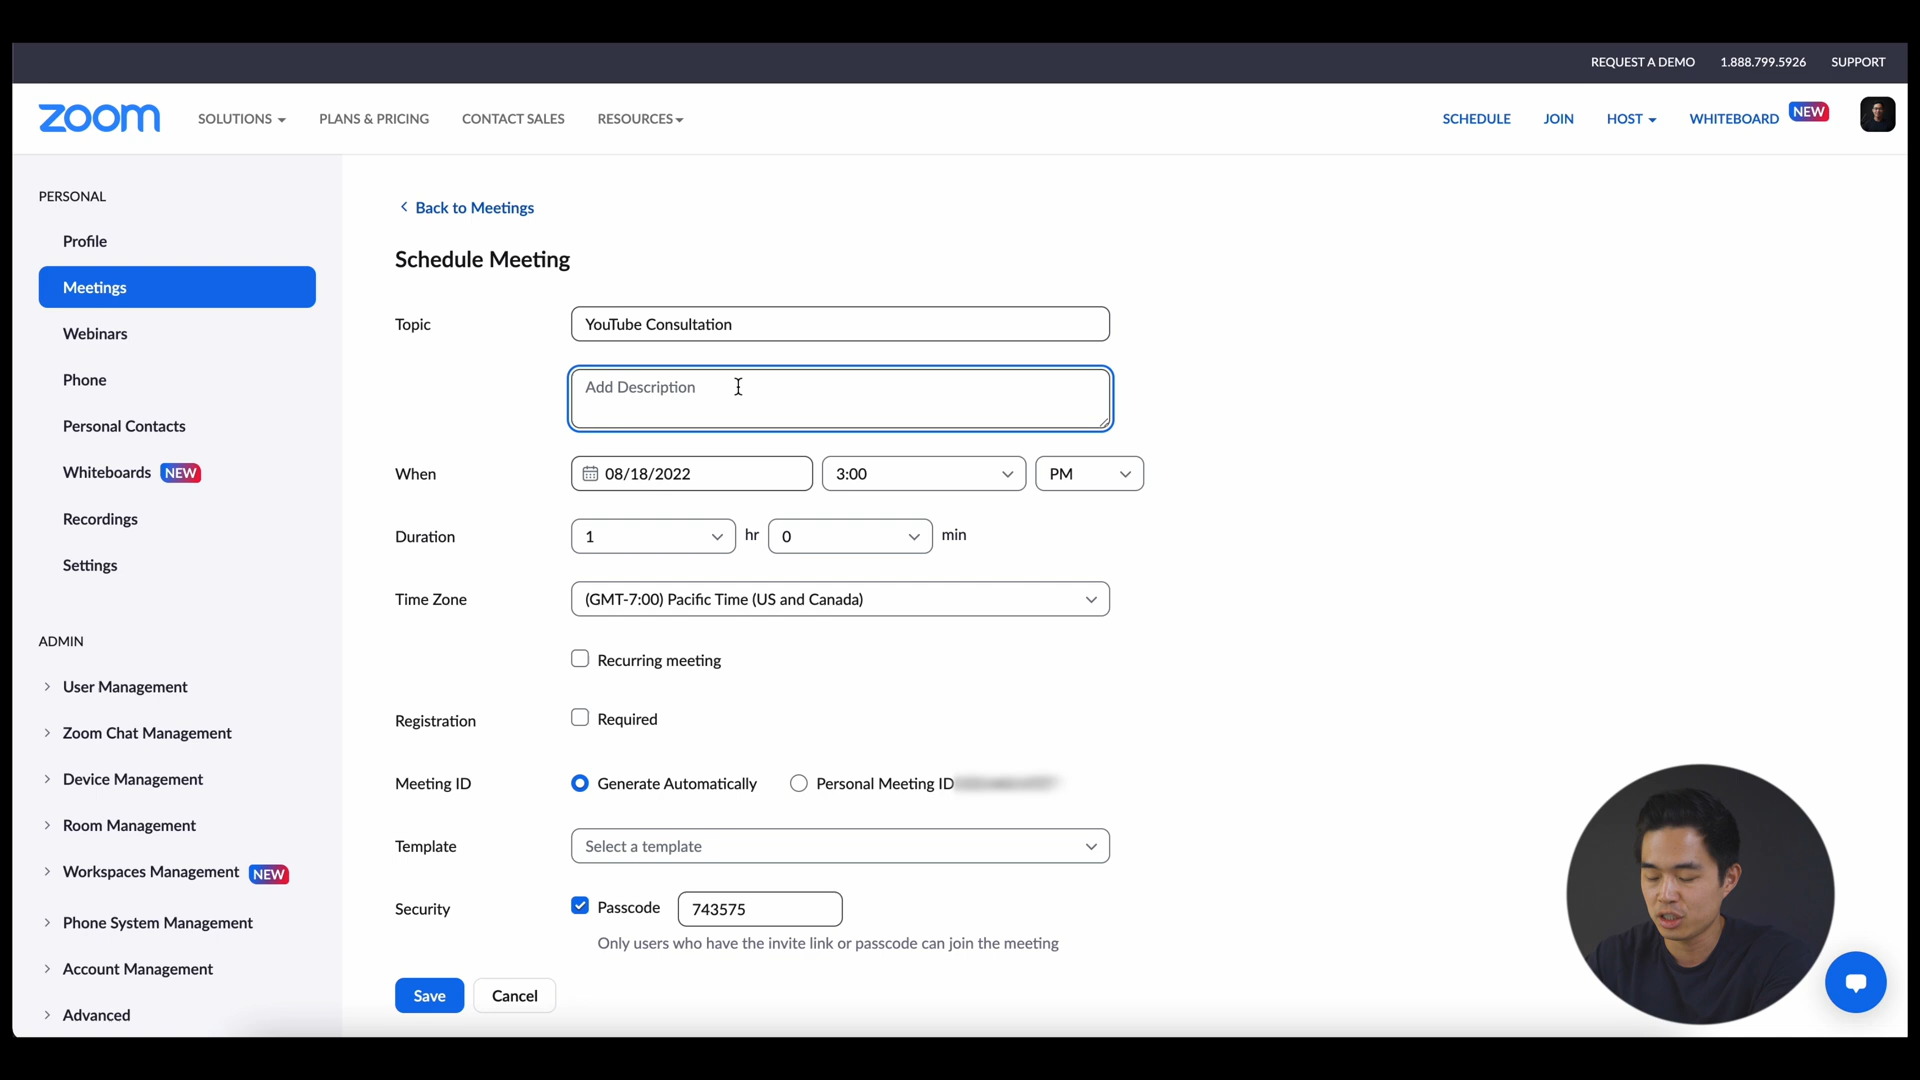 REQUEST A DEMO 1.888.799.5926 SUPPORT
zoom SOLUTIONS PLANS & PRICING CONTACT SALES RESOURCES SCHEDULE JOIN HOST WHITEBOARD NEW
PERSONAL
Profile
Meetings
Webinars
Phone
Personal Contacts
Whiteboards NEW
Recordings
Settings
ADMIN
User Management
Zoom Chat Management
Device Management
Room Management
Workspaces Management NEW
Phone System Management
Account Management
Advanced
Back to Meetings
Schedule Meeting
Topic YouTube Consultation
Add Description
When 08/18/2022 3:00 PM
Duration 1 hr 0 min
Time Zone (GMT-7:00) Pacific Time (US and Canada)
Recurring meeting
Registration Required
Meeting ID Generate Automatically Personal Meeting ID
Template Select a template
Security Passcode 743575
Only users who have the invite link or passcode can join the meeting
Save Cancel